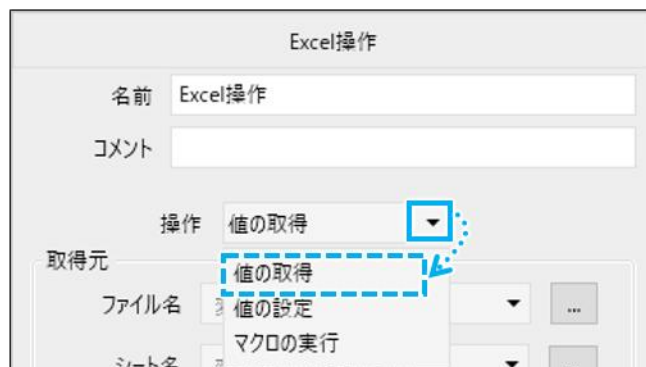 Excel操作
名前 Excel操作
コメント
操作 値の取得
取得元
値の取得
ファイル名 値の設定 ...
マクロの実行
シート名